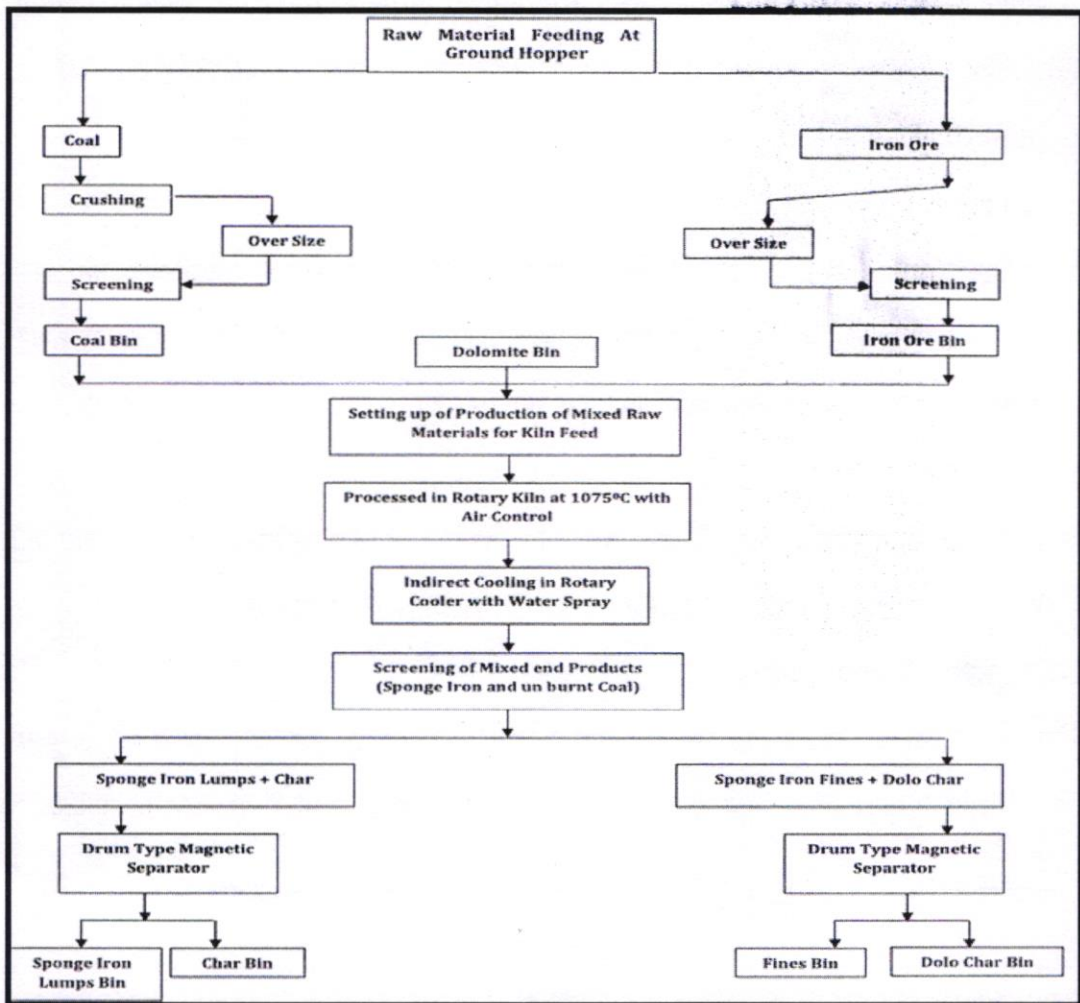 Raw Material Feeding At
Ground Hopper
Coal
Iron Ore
Crushing
Over Size
Over Size
Screening
Screening
Coal Bin
Iron Ore Bin
Dolomite Bin
Setting up of Production of Mixed Raw
Materials for Kiln Feed
Processed in Rotary Kiln at 1075ºC with
Air Control
Indirect Cooling in Rotary
Cooler with Water Spray
Screening of Mixed end Products
(Sponge Iron and un burnt Coal)
Sponge Iron Lumps + Char
Sponge Iron Fines + Dolo Char
Drum Type Magnetic
Separator
Drum Type Magnetic
Separator
Sponge Iron
Lumps Bin
Char Bin
Fines Bin
Dolo Char Bin